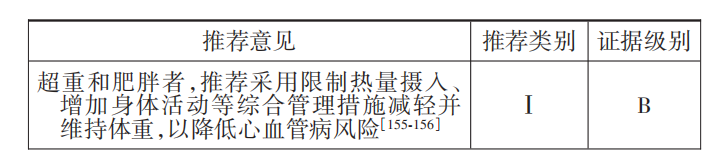 推荐意见 推荐类别 证据级别
超重和肥胖者,推荐采用限制热量摄入、
增加身体活动等综合管理措施减轻并 I B
维持体重,以降低心血管病风险[155-156]